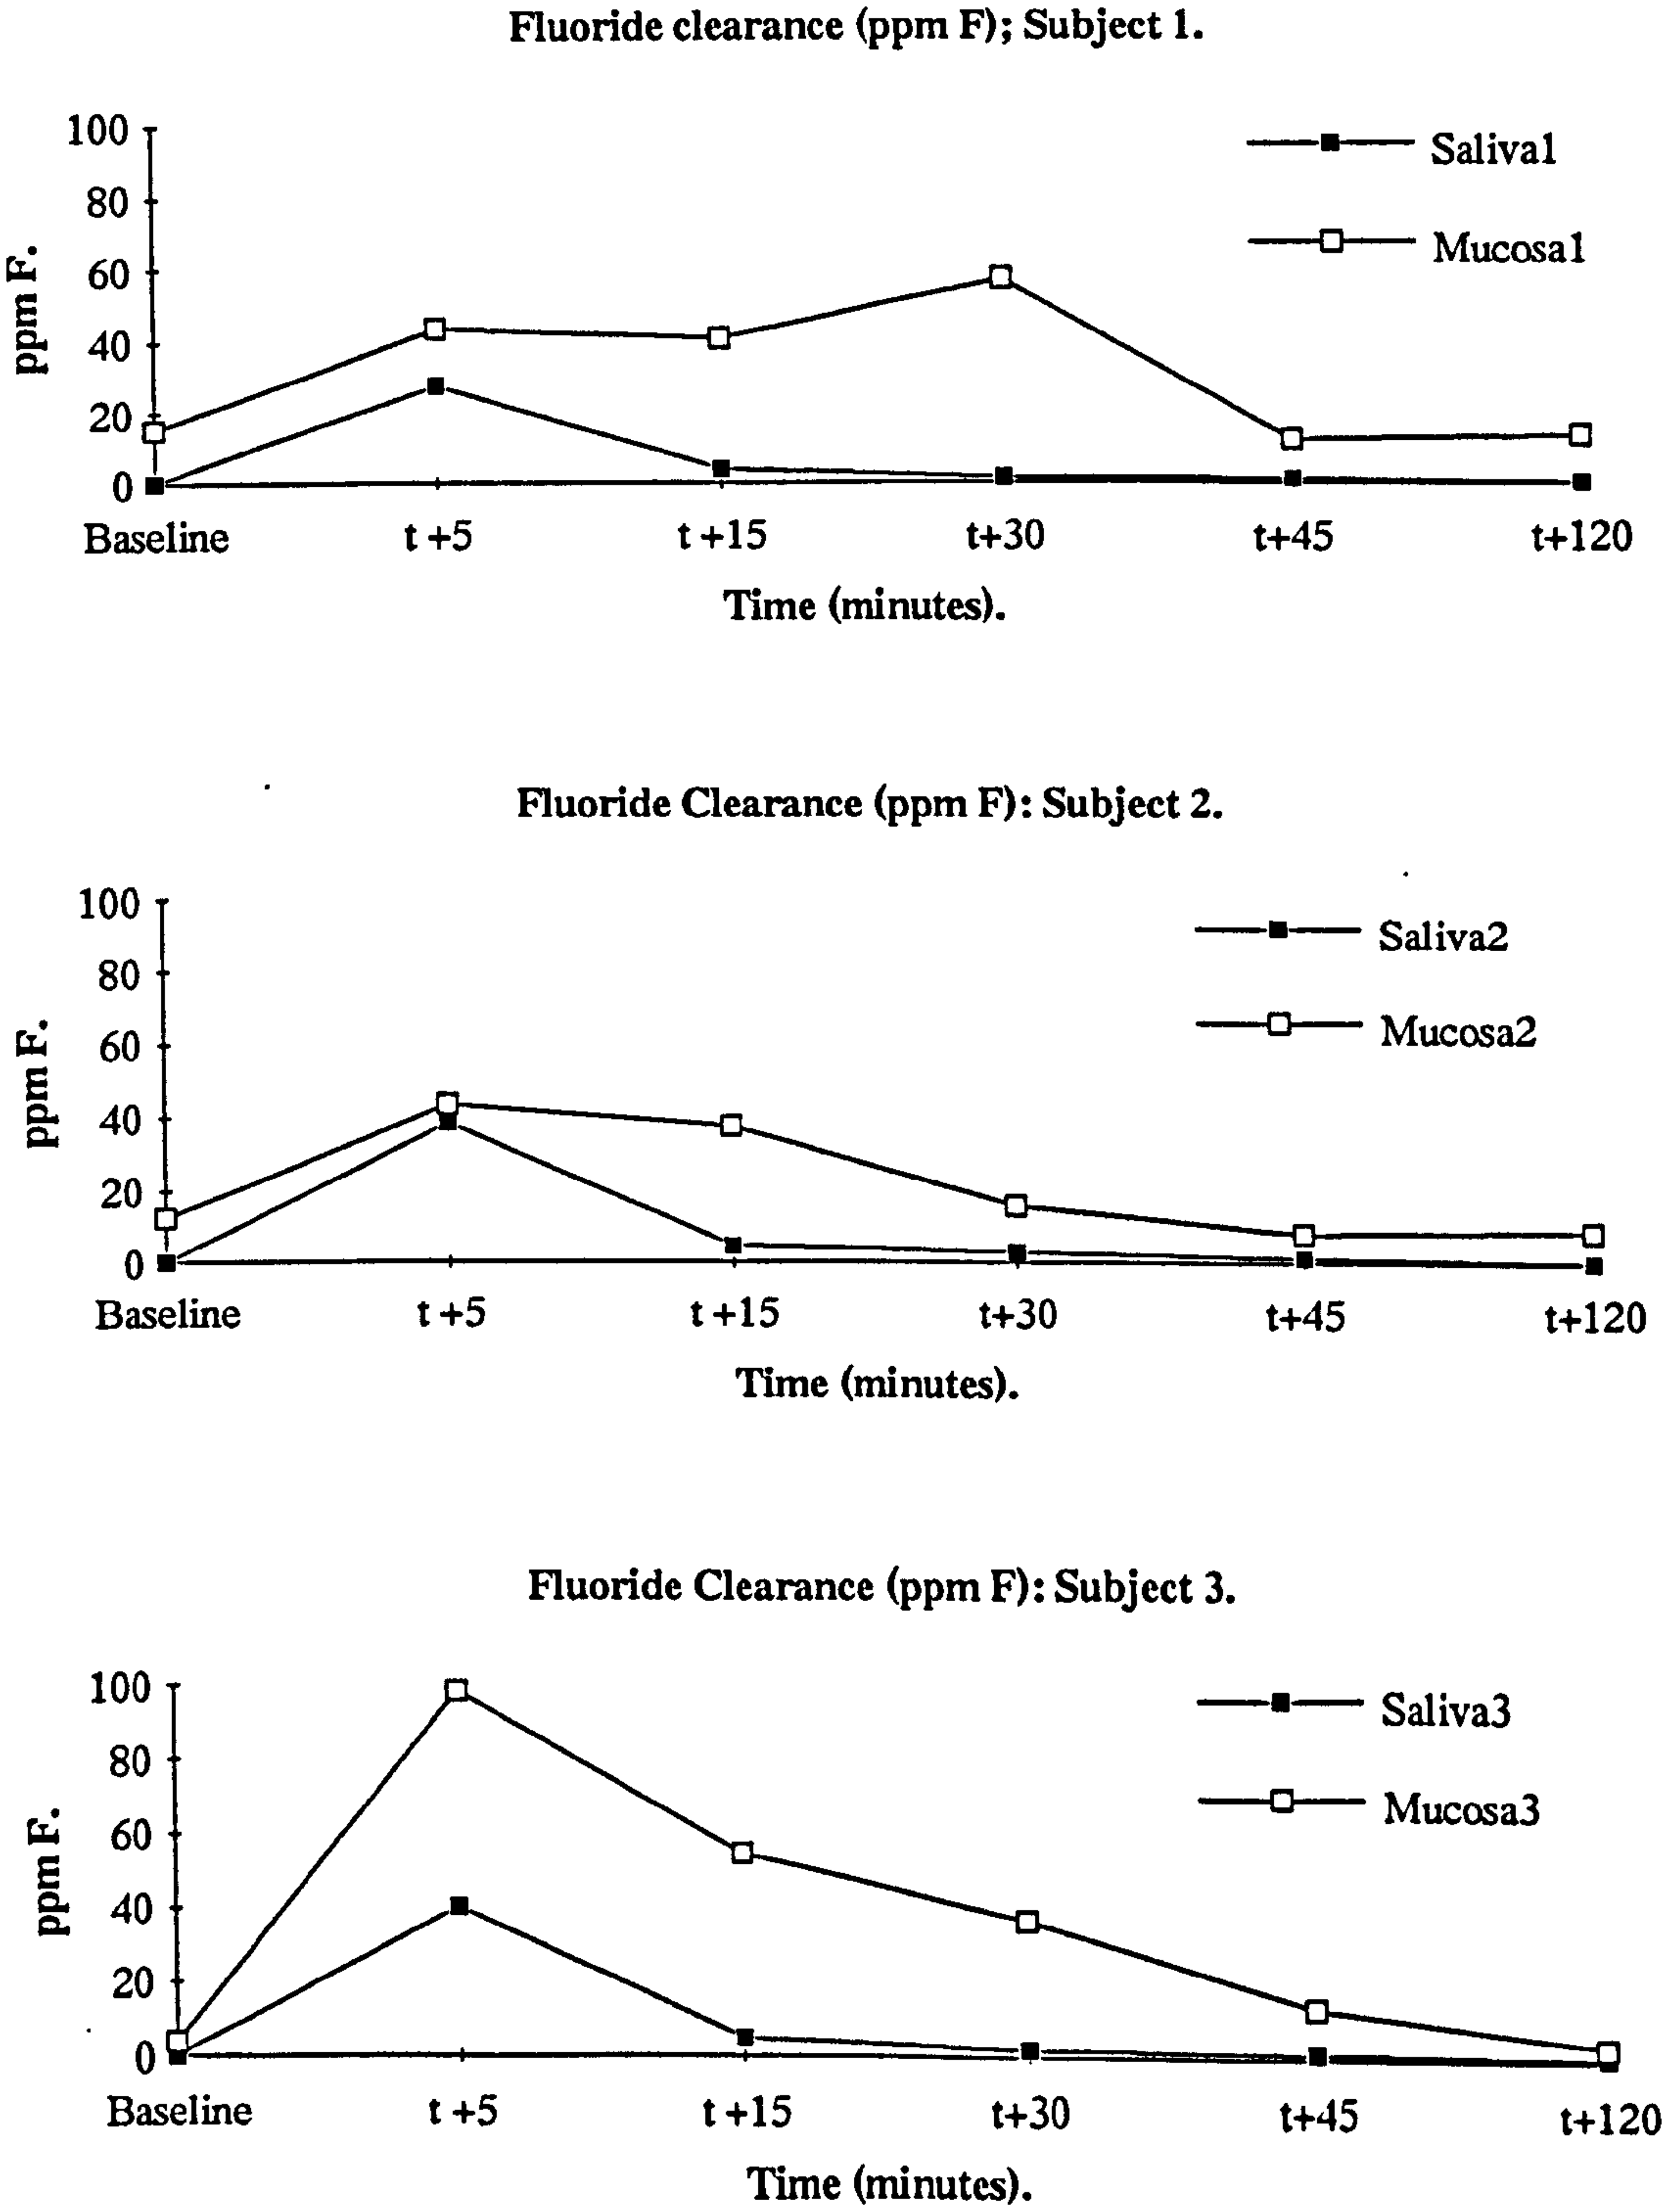 Fluoride clearance (ppm F); Subject 1.
100
80
60
40
20
0
ppm F.
Saliva1
Mucosa1
Baseline t +5 t +15 t+30 t+45 t+120
Time (minutes).
Fluoride Clearance (ppm F): Subject 2.
100
80
60
40
20
0
ppm F.
Saliva2
Mucosa2
Baseline t +5 t +15 t+30 t+45 t+120
Time (minutes).
Fluoride Clearance (ppm F): Subject 3.
100
80
60
40
20
0
ppm F.
Saliva3
Mucosa3
Baseline t +5 t +15 t+30 t+45 t+120
Time (minutes).